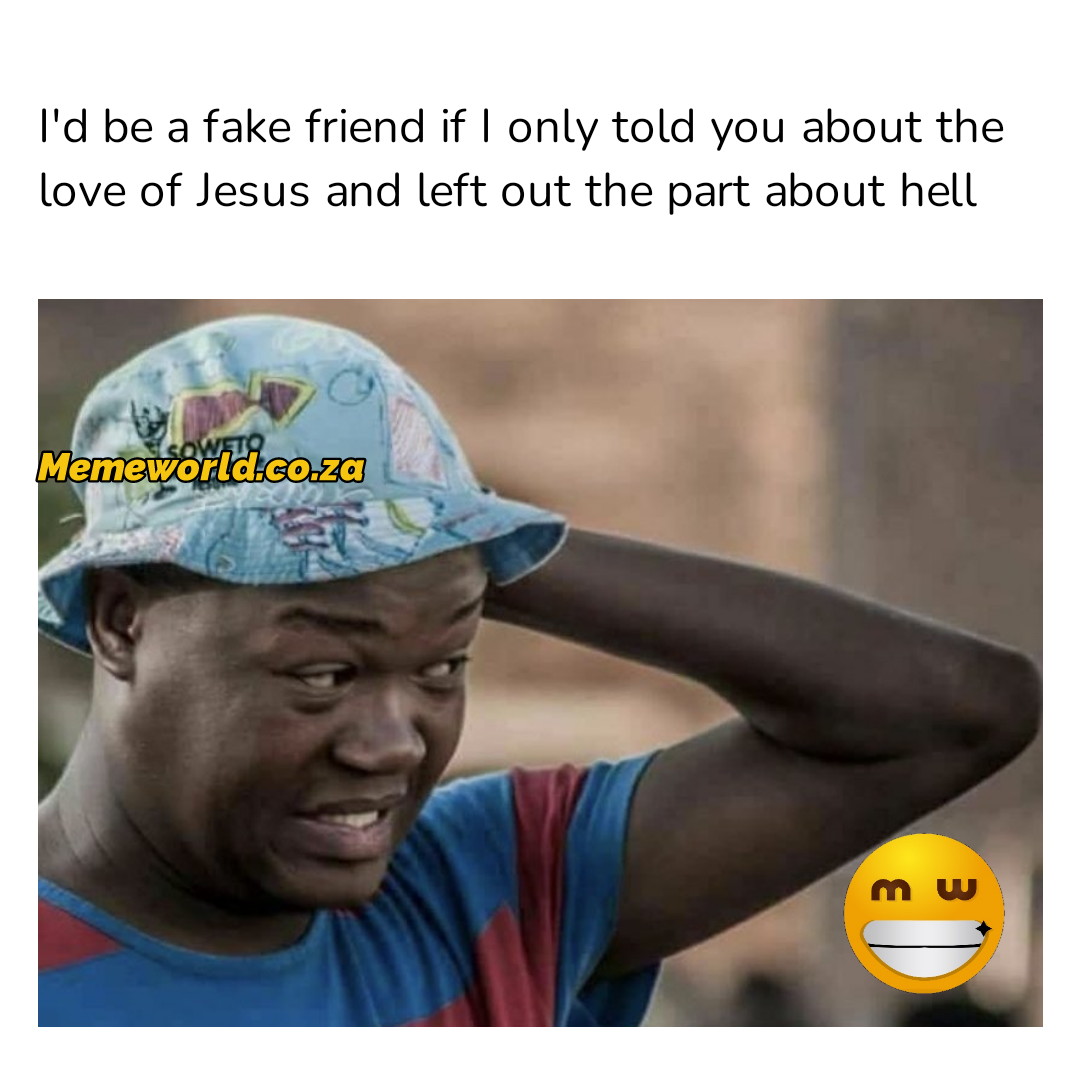 I'd be a fake friend if I only told you about the
love of Jesus and left out the part about hell
SOWETO
Memeworld.co.za
m w